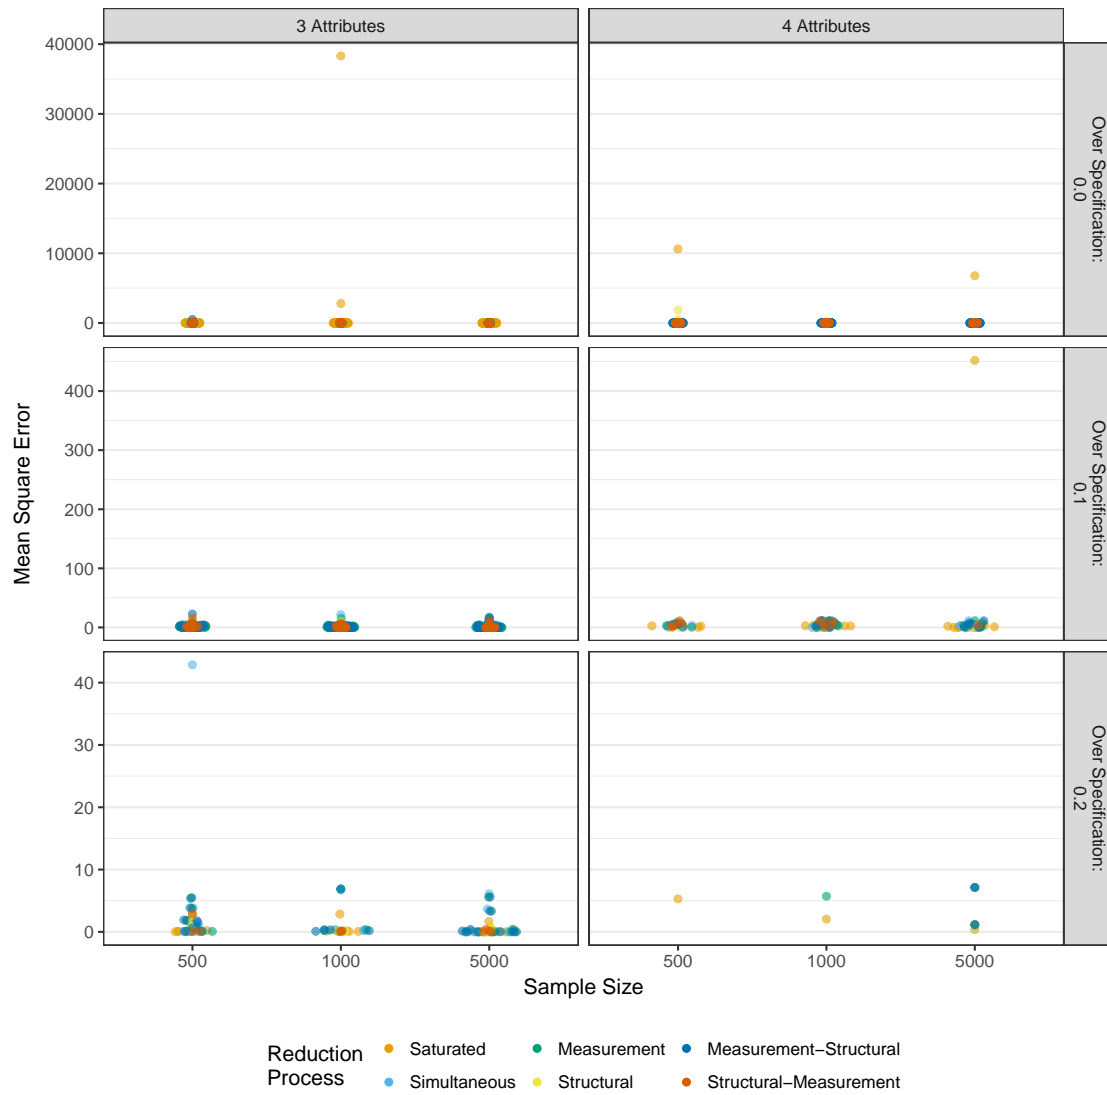 3 Attributes
4 Attributes
Mean Square Error
40000
30000
20000
10000
0
Over Specification:
0.0
400
300
200
100
0
Over Specification:
0.1
40
30
20
10
0
Over Specification:
0.2
500
1000
5000
500
1000
5000
Sample Size
Reduction
Process
Saturated
Measurement
Measurement−Structural
Simultaneous
Structural
Structural−Measurement